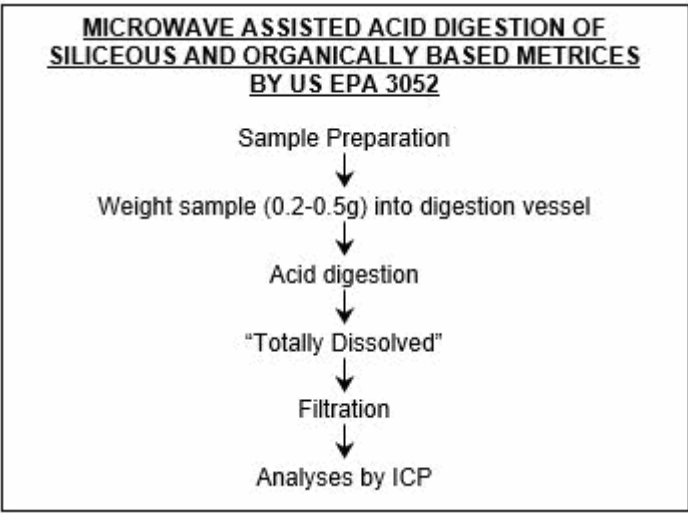 MICROWAVE ASSISTED ACID DIGESTION OF
SILICEOUS AND ORGANICALLY BASED METRICES
BY US EPA 3052
Sample Preparation
Weight sample (0.2-0.5g) into digestion vessel
Acid digestion
“Totally Dissolved”
Filtration
Analyses by ICP